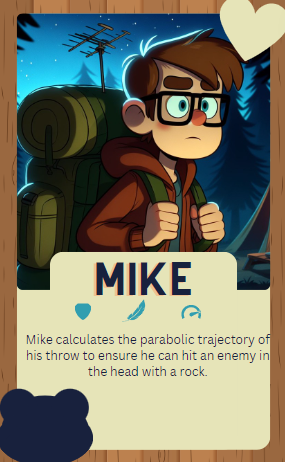 MIKE
Mike calculates the parabolic trajectory of
his throw to ensure he can hit an enemy in
the head with a rock.